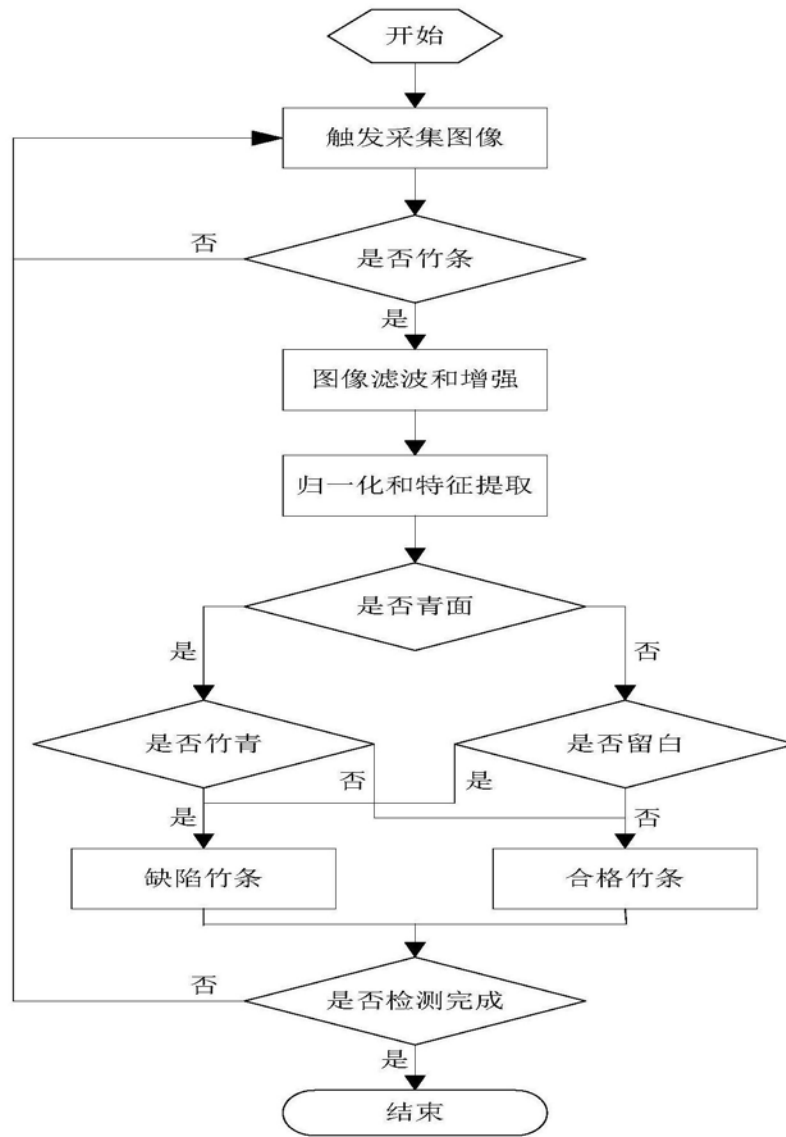 开始
触发采集图像
否
是否竹条
是
图像滤波和增强
归一化和特征提取
是否青面
是
否
是否竹青
是否留白
否
是
是
否
缺陷竹条
合格竹条
否
是否检测完成
是
结束